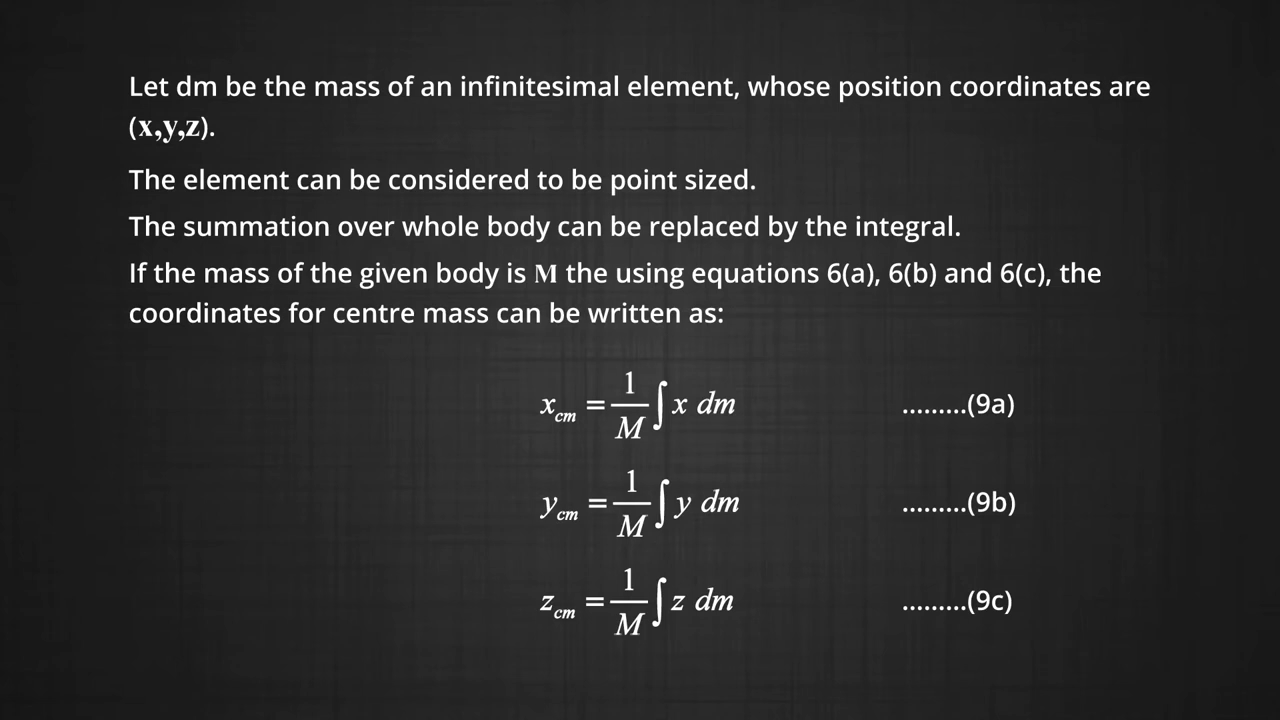 Let dm be the mass of an infinitesimal element, whose position coordinates are
(x,y,z).
The element can be considered to be point sized.
The summation over whole body can be replaced by the integral.
If the mass of the given body is M the using equations 6(a), 6(b) and 6(c), the
coordinates for centre mass can be written as:
x_cm = 1/M ∫ x dm .........(9a)
y_cm = 1/M ∫ y dm .........(9b)
z_cm = 1/M ∫ z dm .........(9c)